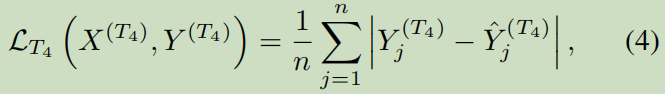 $\mathcal{L}_{T_4}\left(X^{(T_4)}, Y^{(T_4)}\right) = \frac{1}{n}\sum_{j=1}^{n}\left|Y_j^{(T_4)} - \hat{Y}_j^{(T_4)}\right|, \quad (4)$